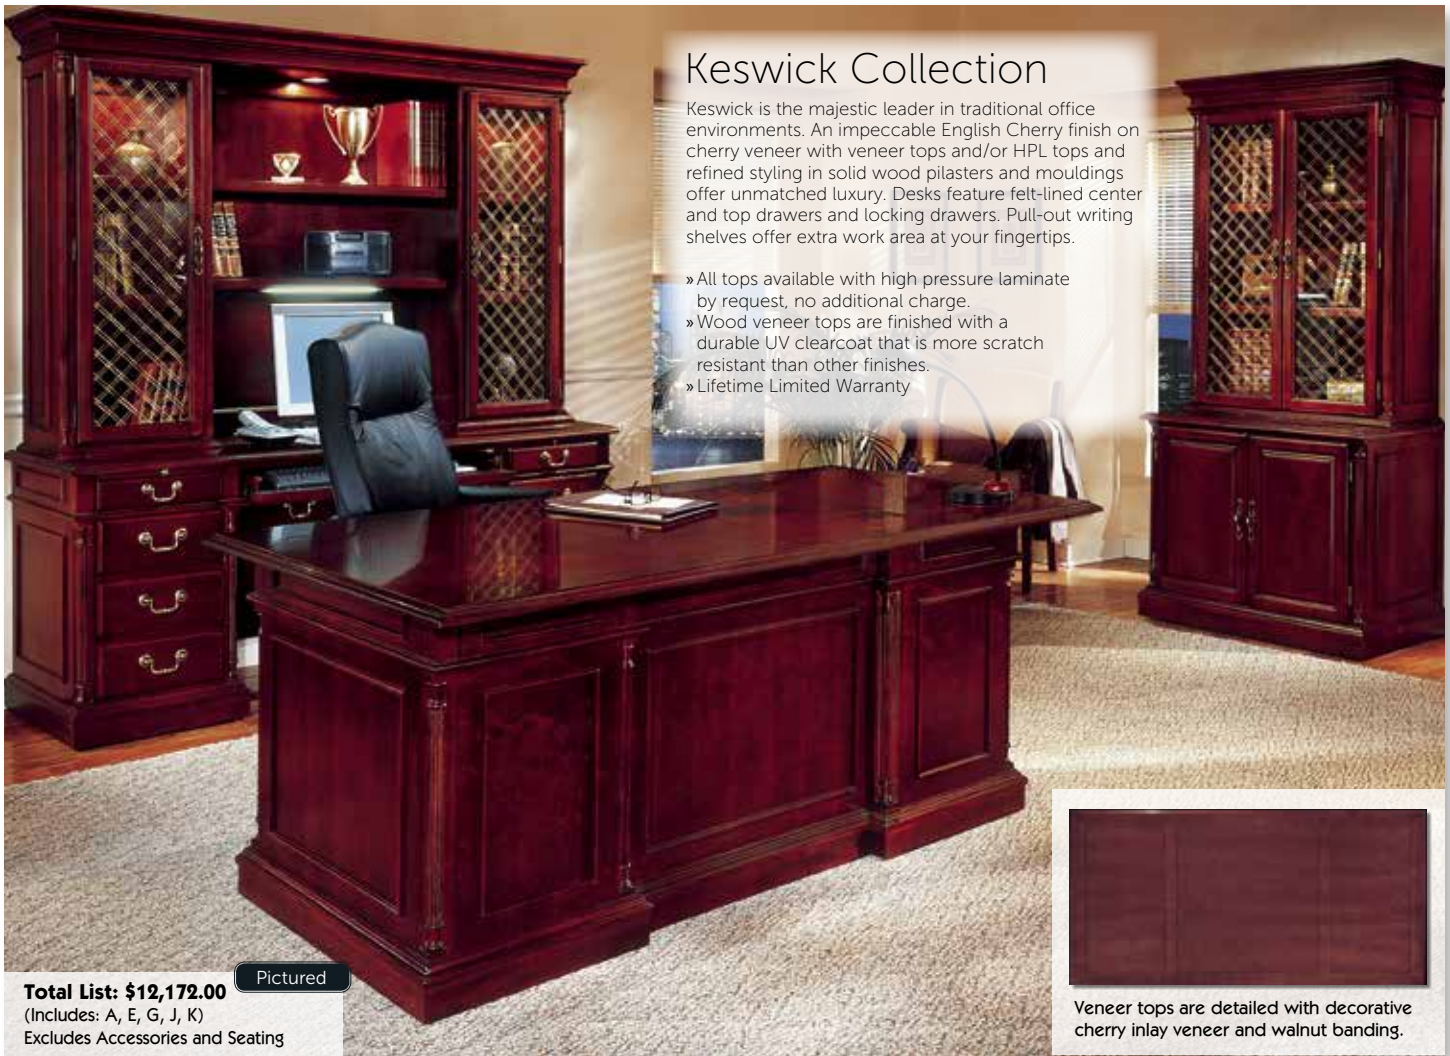 Keswick Collection
Keswick is the majestic leader in traditional office
environments. An impeccable English Cherry finish on
cherry veneer with veneer tops and/or HPL tops and
refined styling in solid wood pilasters and mouldings
offer unmatched luxury. Desks feature felt-lined center
and top drawers and locking drawers. Pull-out writing
shelves offer extra work area at your fingertips.
» All tops available with high pressure laminate
by request, no additional charge.
» Wood veneer tops are finished with a
durable UV clearcoat that is more scratch
resistant than other finishes.
» Lifetime Limited Warranty
Pictured
Total List: $12,172.00
(Includes: A, E, G, J, K)
Excludes Accessories and Seating
Veneer tops are detailed with decorative
cherry inlay veneer and walnut banding.